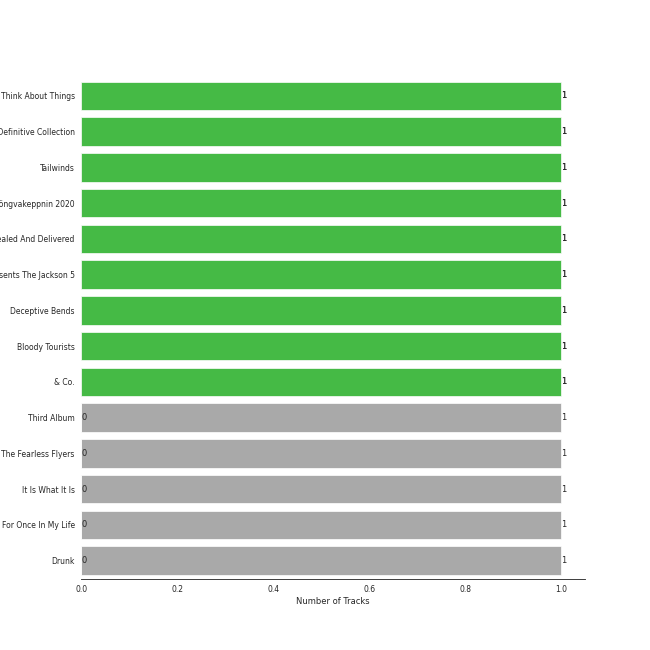 Think About Things 1
Definitive Collection 1
Tailwinds 1
öngvakeppnin 2020 1
ealed And Delivered 1
sents The Jackson 5 1
Deceptive Bends 1
Bloody Tourists 1
& Co. 1
Third Album 0 1
The Fearless Flyers 0 1
It Is What It Is 0 1
For Once In My Life 0 1
Drunk 0 1
0.0 0.2 0.4 0.6 0.8 1.0
Number of Tracks